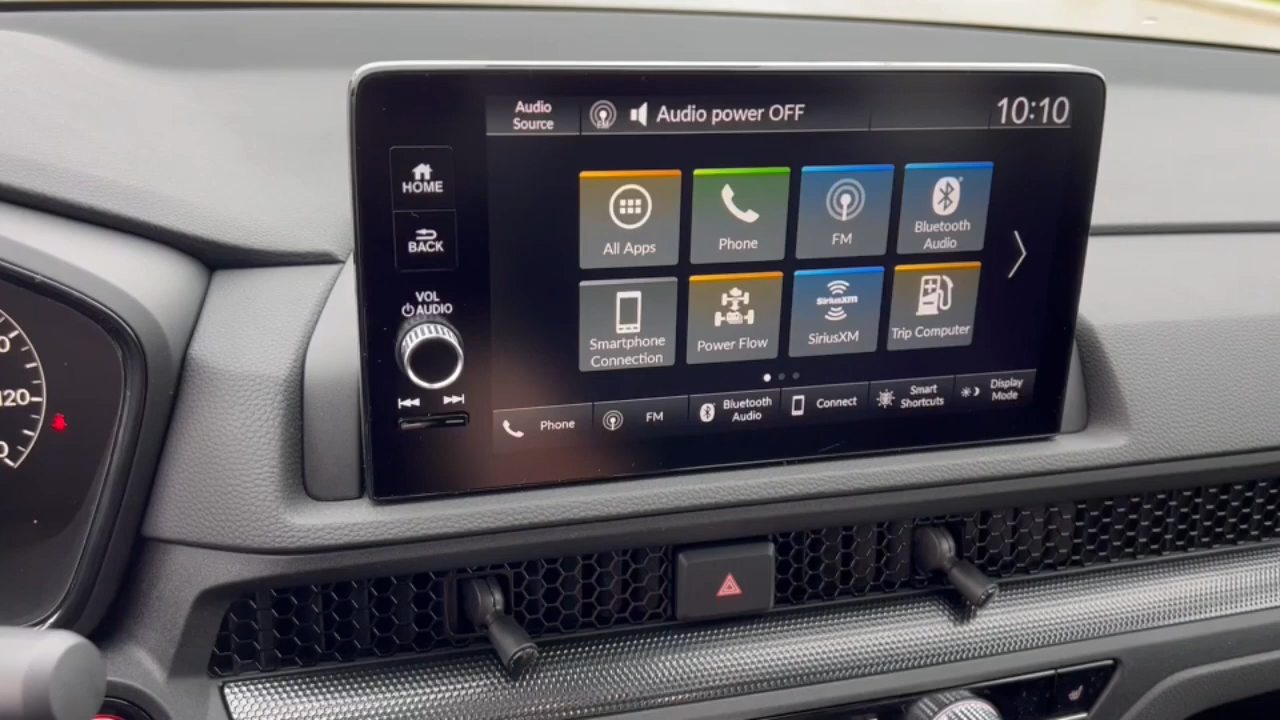 Audio
Source
Audio power OFF
10:10
HOME
BACK
VOL
AUDIO
All Apps
Phone
FM
Bluetooth
Audio
Smartphone
Connection
Power Flow
SiriusXM
SiriusXM
Trip Computer
Phone
FM
Bluetooth
Audio
Connect
Smart
Shortcuts
Display
Mode
120